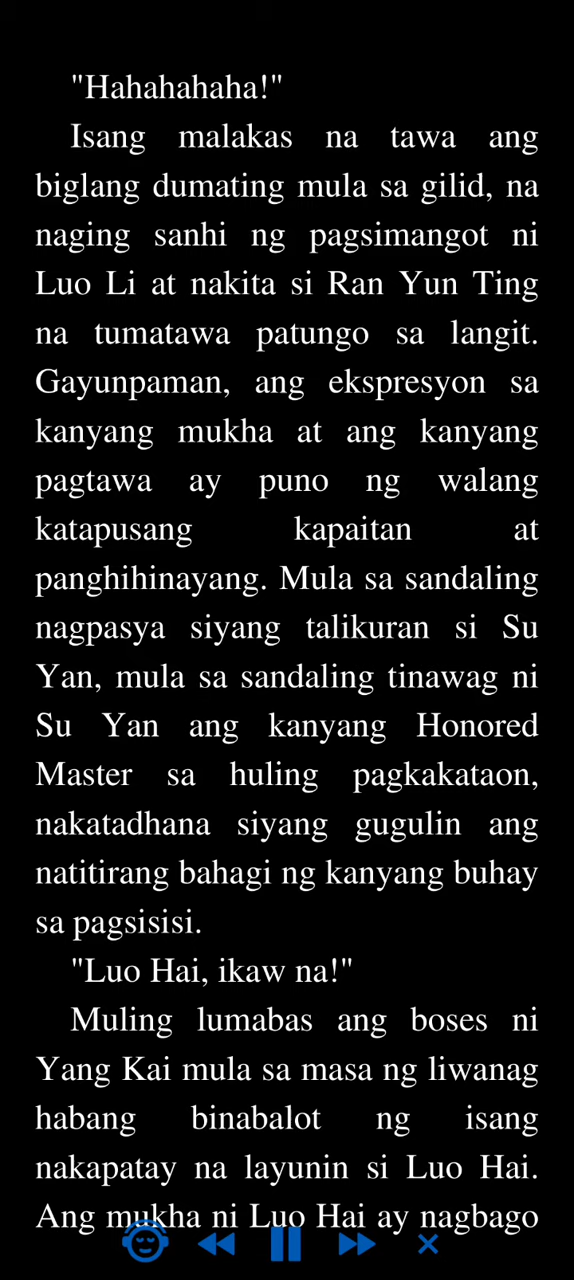 "Hahahahaha!"
Isang malakas na tawa ang
biglang dumating mula sa gilid, na
naging sanhi ng pagsimangot ni
Luo Li at nakita si Ran Yun Ting
na tumatawa patungo sa langit.
Gayunpaman, ang ekspresyon sa
kanyang mukha at ang kanyang
pagtawa ay puno ng walang
katapusang kapaitan at
panghihinayang. Mula sa sandaling
nagpasya siyang talikuran si Su
Yan, mula sa sandaling tinawag ni
Su Yan ang kanyang Honored
Master sa huling pagkakataon,
nakatadhana siyang gugulin ang
natitirang bahagi ng kanyang buhay
sa pagsisisi.
"Luo Hai, ikaw na!"
Muling lumabas ang boses ni
Yang Kai mula sa masa ng liwanag
habang binabalot ng isang
nakapatay na layunin si Luo Hai.
Ang mukha ni Luo Hai ay nagbago